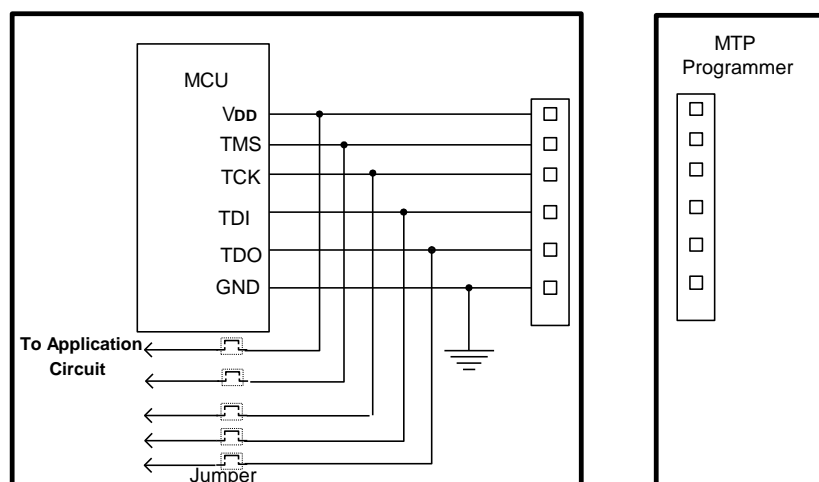 MCU
VDD
TMS
TCK
TDI
TDO
GND
To Application
Circuit
Jumper
MTP
Programmer